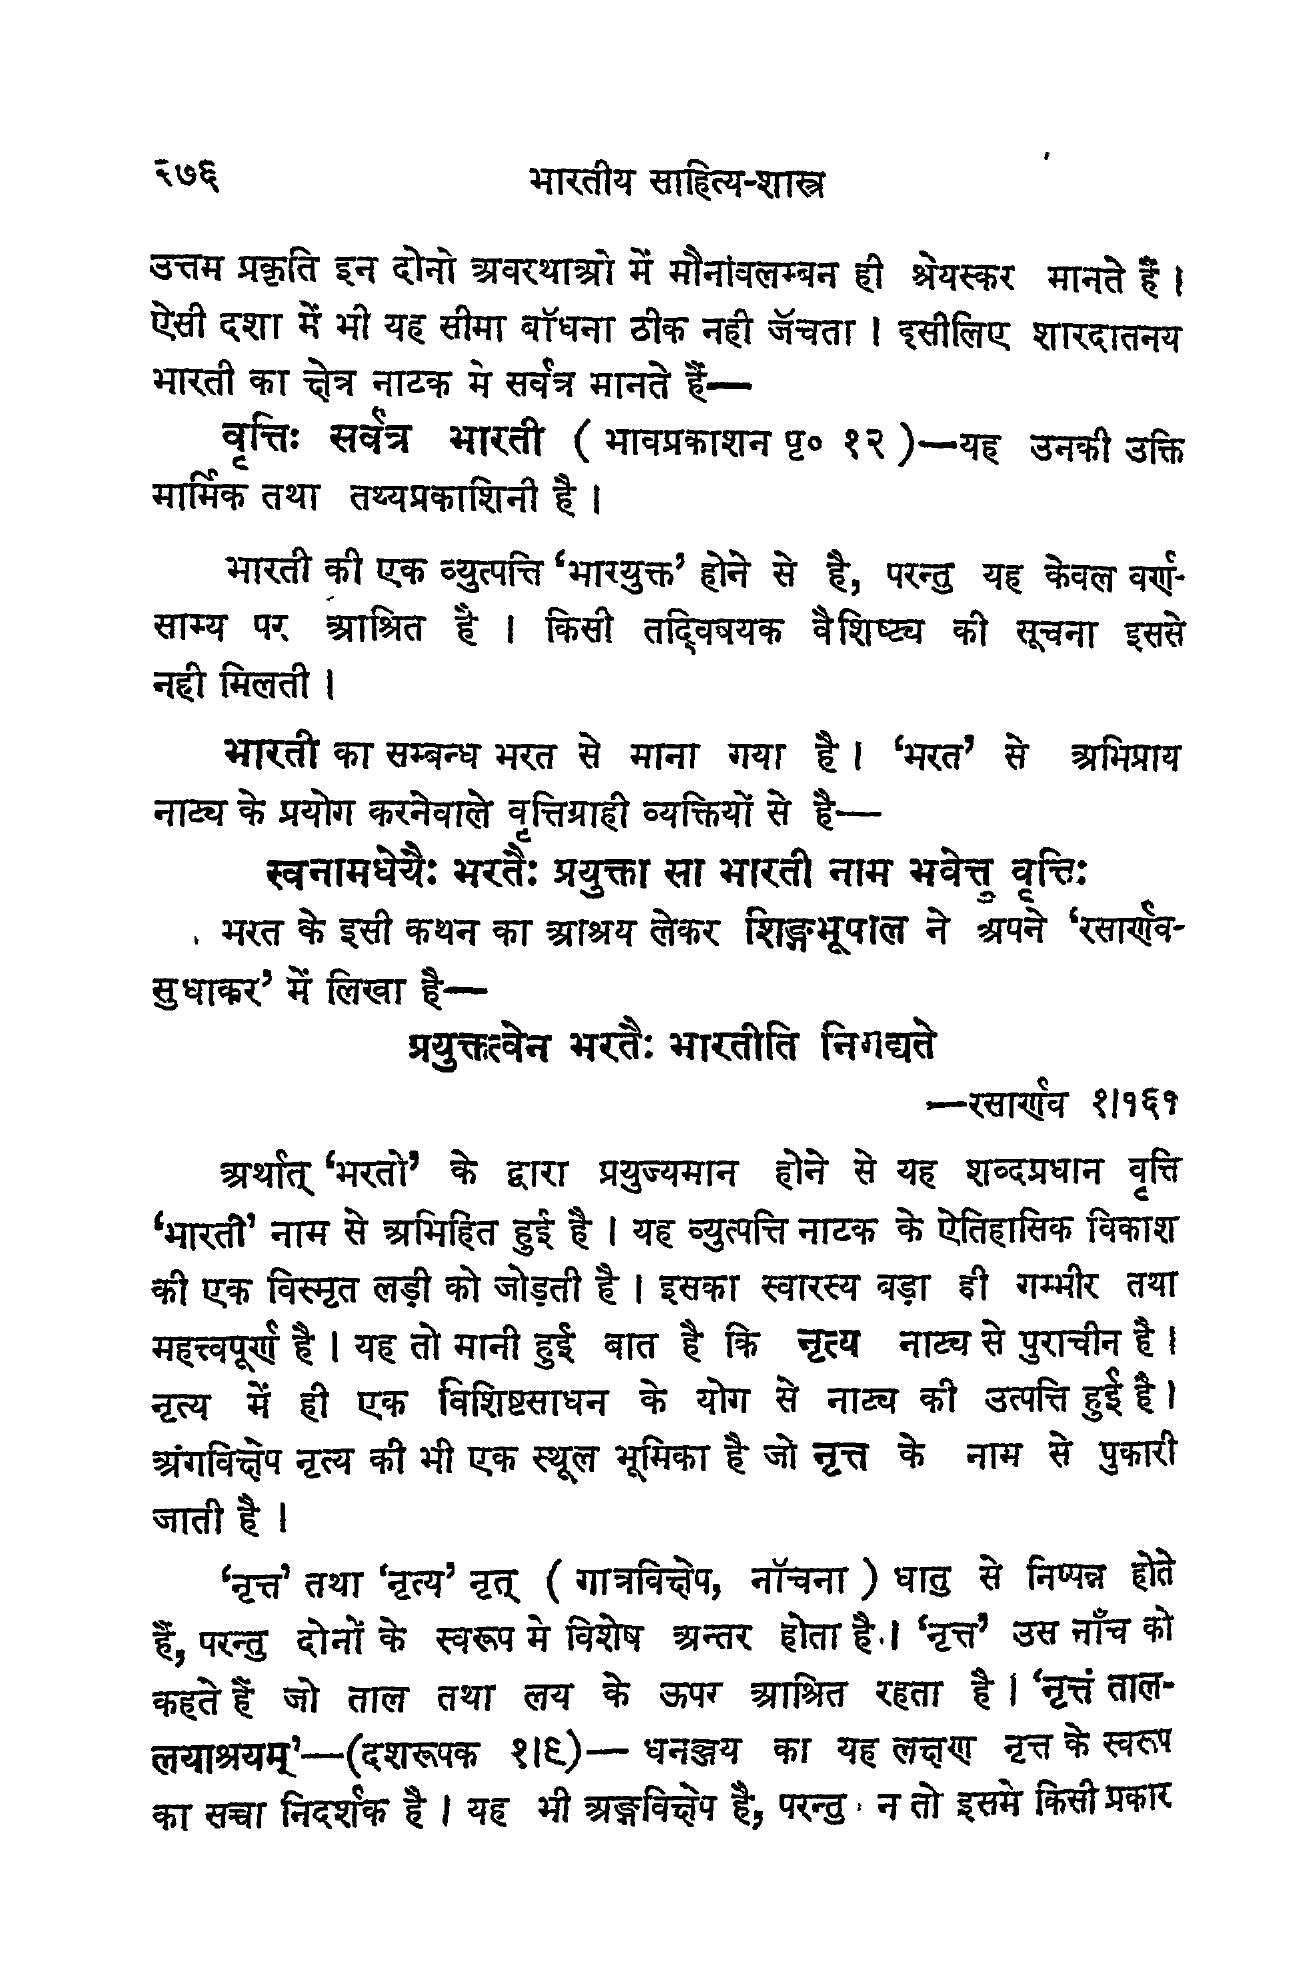 २७६ भारतीय साहित्य-शास्त्र
उत्तम प्रकृति इन दोनो अवस्थाओ में मौनांवलम्बन ही श्रेयस्कर मानते हैं ।
ऐसी दशा में भी यह सीमा बॉधना ठीक नही जॅचता । इसीलिए शारदातनय
भारती का क्षेत्र नाटक मे सर्वत्र मानते हैं—
वृत्तिः सर्वत्र भारती ( भावप्रकाशन पृ० १२ )—यह उनकी उक्ति
मार्मिक तथा तथ्यप्रकाशिनी है ।
भारती की एक व्युत्पत्ति ‘भारयुक्त’ होने से है, परन्तु यह केवल वर्ण-
साम्य पर आश्रित है । किसी तद्विषयक वैशिष्ट्य की सूचना इससे
नही मिलती ।
भारती का सम्बन्ध भरत से माना गया है । ‘भरत’ से अभिप्राय
नाट्य के प्रयोग करनेवाले वृत्तिग्राही व्यक्तियों से है—
स्वनामधेयैः भरतैः प्रयुक्ता सा भारती नाम भवेत्तु वृत्तिः
भरत के इसी कथन का आश्रय लेकर शिङ्गभूपाल ने अपने ‘रसार्णव-
सुधाकर’ में लिखा है—
प्रयुक्तत्वेन भरतैः भारतीति निगद्यते
—रसार्णव १।१६१
अर्थात् ‘भरतो’ के द्वारा प्रयुज्यमान होने से यह शब्दप्रधान वृत्ति
‘भारती’ नाम से अभिहित हुई है । यह व्युत्पत्ति नाटक के ऐतिहासिक विकाश
की एक विस्मृत लड़ी को जोड़ती है । इसका स्वारस्य बड़ा ही गम्भीर तथा
महत्त्वपूर्ण है । यह तो मानी हुई बात है कि नृत्य नाट्य से पुराचीन है ।
नृत्य में ही एक विशिष्टसाधन के योग से नाट्य की उत्पत्ति हुई है ।
अंगविक्षेप नृत्य की भी एक स्थूल भूमिका है जो नृत्त के नाम से पुकारी
जाती है ।
‘नृत्त’ तथा ‘नृत्य’ नृत् ( गात्रविक्षेप, नॉचना ) धातु से निष्पन्न होते
हैं, परन्तु दोनों के स्वरूप मे विशेष अन्तर होता है । ‘नृत्त’ उस नाँच को
कहते हैं जो ताल तथा लय के ऊपर आश्रित रहता है । ‘नृत्तं ताल-
लयाश्रयम्’—(दशरूपक १।९)— धनञ्जय का यह लक्षण नृत्त के स्वरूप
का सच्चा निदर्शक है । यह भी अङ्गविक्षेप है, परन्तु न तो इसमे किसी प्रकार